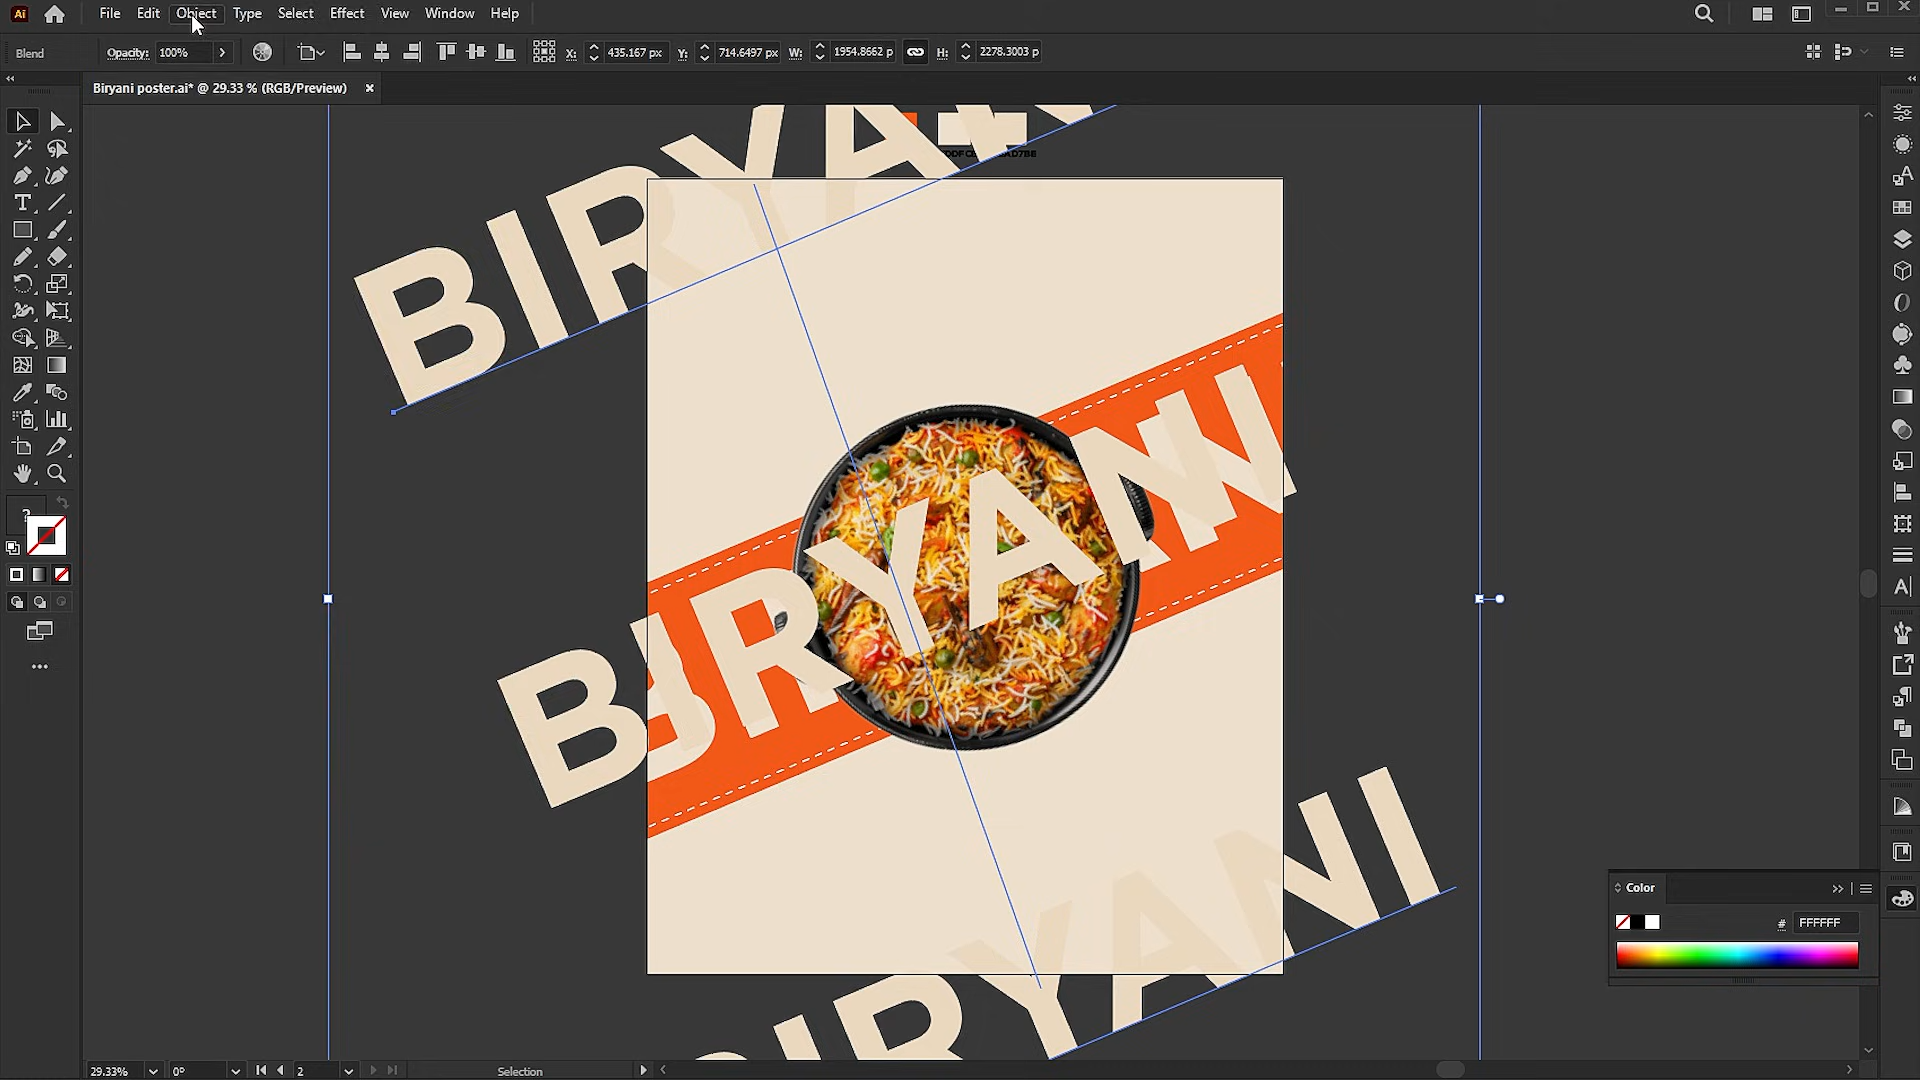 Ai File Edit Object Type Select Effect View Window Help
Blend Opacity: 100% X: 435.167 px Y: 714.6497 px W: 1954.8662 p H: 2278.3003 p
Biryani poster.ai* @ 29.33 % (RGB/Preview) ×
BIRYANI
BIRYANI
BIRYANI
BIRYANI
Color
# FFFFFF
29.33% 0° 2 Selection